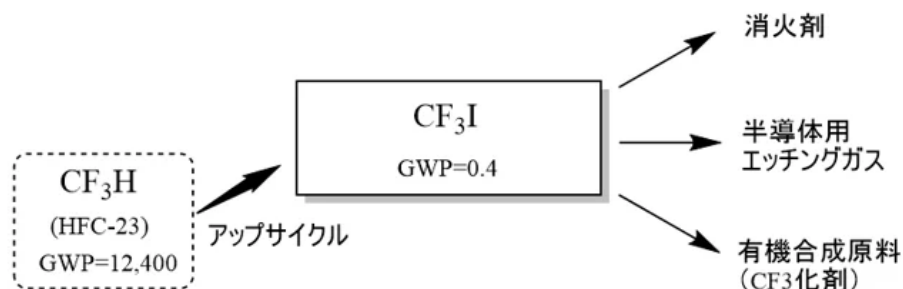 CF₃H
(HFC-23)
GWP=12,400
アップサイクル
CF₃I
GWP=0.4
消火剤
半導体用
エッチングガス
有機合成原料
(CF3化剤)